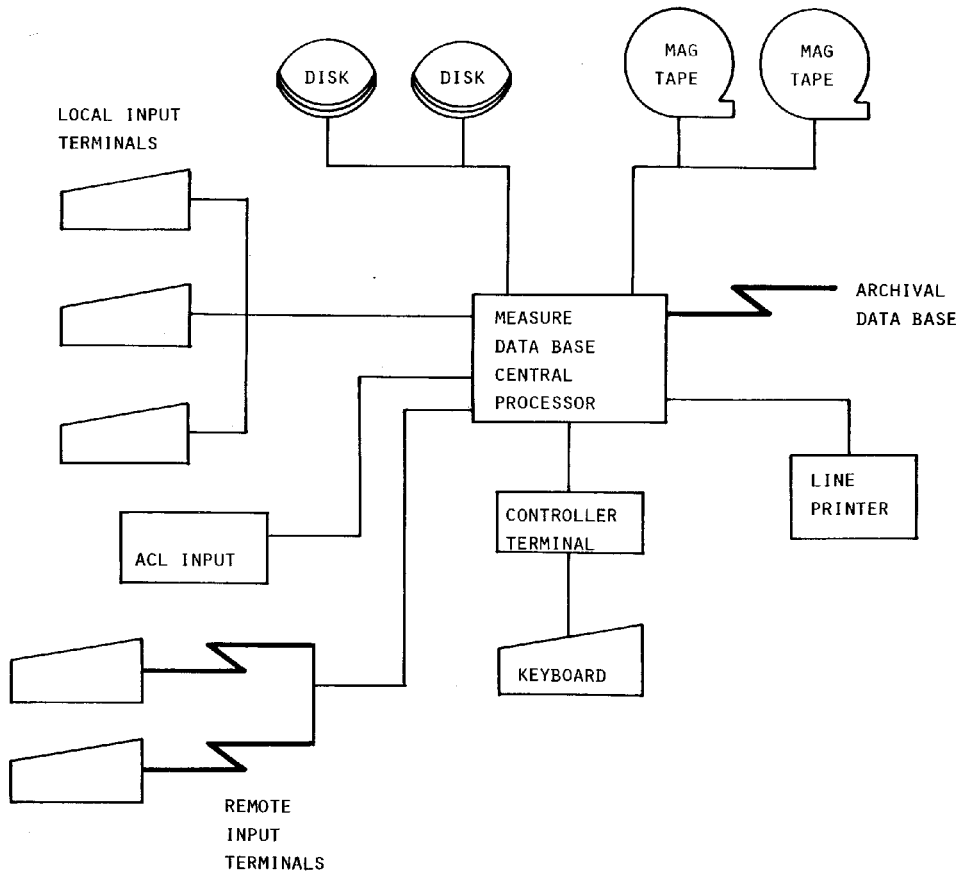 DISK
DISK
MAG
TAPE
MAG
TAPE
LOCAL INPUT
TERMINALS
MEASURE
DATA BASE
CENTRAL
PROCESSOR
ARCHIVAL
DATA BASE
LINE
PRINTER
CONTROLLER
TERMINAL
ACL INPUT
KEYBOARD
REMOTE
INPUT
TERMINALS